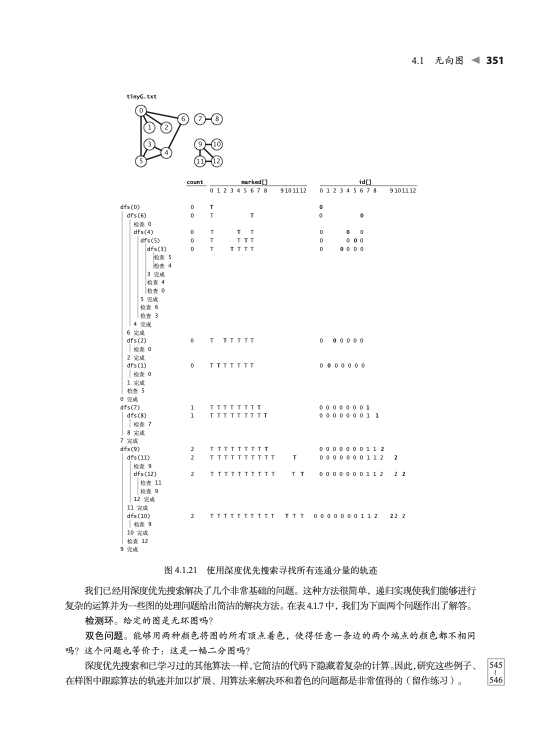 4.1 无向图 ◀ 351
tinyG.txt
0 6 7 8
1 2
3 4 9 10
5 11 12
count marked[] id[]
0 1 2 3 4 5 6 7 8 9 10 11 12 0 1 2 3 4 5 6 7 8 9 10 11 12
dfs(0) 0 T 0
dfs(6) 0 T T 0 0
检查 0
dfs(4) 0 T T T 0 0 0
dfs(5) 0 T T T T 0 0 0 0
dfs(3) 0 T T T T T 0 0 0 0 0
检查 5
检查 4
3 完成
检查 4
检查 0
5 完成
检查 6
检查 3
4 完成
6 完成
dfs(2) 0 T T T T T T 0 0 0 0 0 0
检查 0
2 完成
dfs(1) 0 T T T T T T T 0 0 0 0 0 0 0
检查 0
1 完成
检查 5
0 完成
dfs(7) 1 T T T T T T T T 0 0 0 0 0 0 0 1
dfs(8) 1 T T T T T T T T T 0 0 0 0 0 0 0 1 1
检查 7
8 完成
7 完成
dfs(9) 2 T T T T T T T T T T 0 0 0 0 0 0 0 1 1 2
dfs(11) 2 T T T T T T T T T T T 0 0 0 0 0 0 0 1 1 2 2
检查 9
dfs(12) 2 T T T T T T T T T T T T 0 0 0 0 0 0 0 1 1 2 2 2
检查 11
检查 9
12 完成
11 完成
dfs(10) 2 T T T T T T T T T T T T T 0 0 0 0 0 0 0 1 1 2 2 2 2
检查 9
10 完成
检查 12
9 完成
图 4.1.21 使用深度优先搜索寻找所有连通分量的轨迹
我们已经用深度优先搜索解决了几个非常基础的问题。这种方法很简单，递归实现使我们能够进行
复杂的运算并为一些图的处理问题给出简洁的解决方法。在表4.1.7 中，我们为下面两个问题作出了解答。
检测环。给定的图是无环图吗？
双色问题。能够用两种颜色将图的所有顶点着色，使得任意一条边的两个端点的颜色都不相同
吗？这个问题也等价于：这是一幅二分图吗？
深度优先搜索和已学习过的其他算法一样，它简洁的代码下隐藏着复杂的计算。因此，研究这些例子、
在样图中跟踪算法的轨迹并加以扩展、用算法来解决环和着色的问题都是非常值得的（留作练习）。
545
546